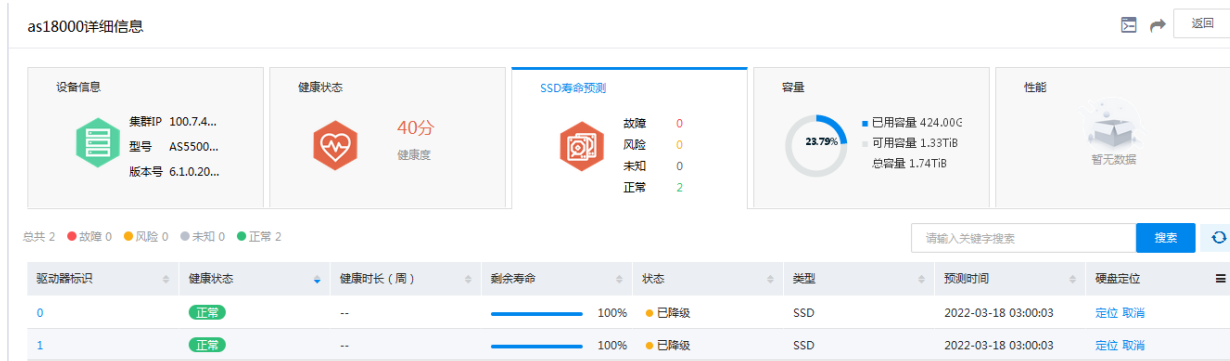 as18000详细信息
返回
设备信息
集群IP 100.7.4...
型号 AS5500...
版本号 6.1.0.20...
健康状态
40分
健康度
SSD寿命预测
故障 0
风险 0
未知 0
正常 2
容量
23.79%
已用容量 424.00G
可用容量 1.33TiB
总容量 1.74TiB
性能
暂无数据
总共 2 故障 0 风险 0 未知 0 正常 2
请输入关键字搜索 搜索
驱动器标识 健康状态 健康时长（周） 剩余寿命 状态 类型 预测时间 硬盘定位
0 正常 -- 100% 已降级 SSD 2022-03-18 03:00:03 定位 取消
1 正常 -- 100% 已降级 SSD 2022-03-18 03:00:03 定位 取消